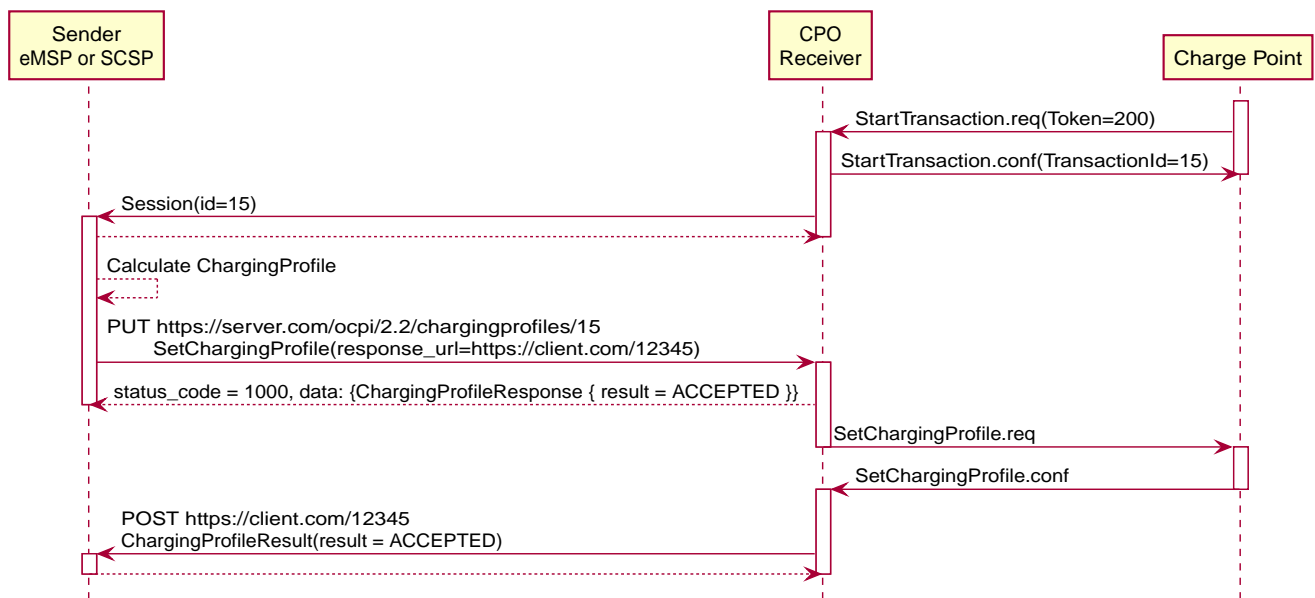 Sender
eMSP or SCSP
CPO
Receiver
Charge Point
StartTransaction.req(Token=200)
StartTransaction.conf(TransactionId=15)
Session(id=15)
Calculate ChargingProfile
PUT https://server.com/ocpi/2.2/chargingprofiles/15
SetChargingProfile(response_url=https://client.com/12345)
status_code = 1000, data: {ChargingProfileResponse { result = ACCEPTED }}
SetChargingProfile.req
SetChargingProfile.conf
POST https://client.com/12345
ChargingProfileResult(result = ACCEPTED)